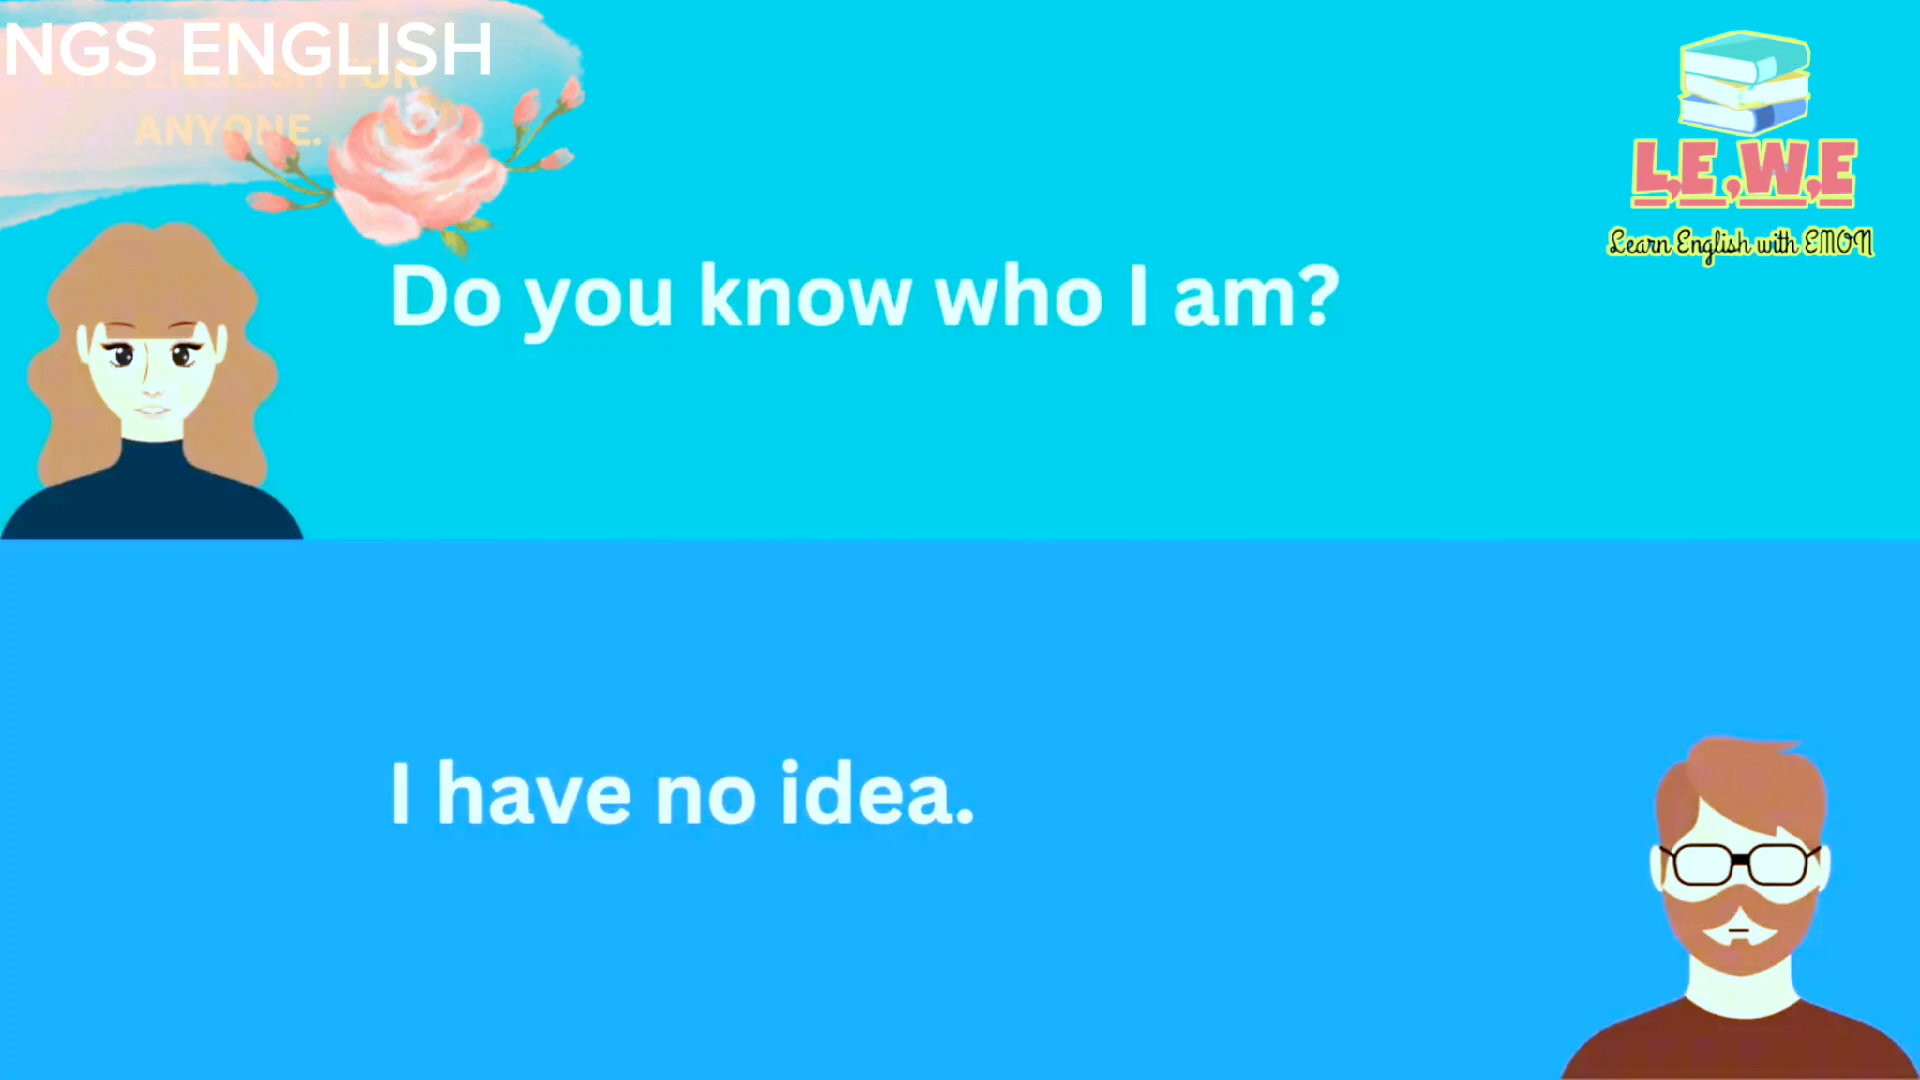 NGS ENGLISH
ANYONE.
L,E,W,E
Learn English with EMON
Do you know who I am?
I have no idea.